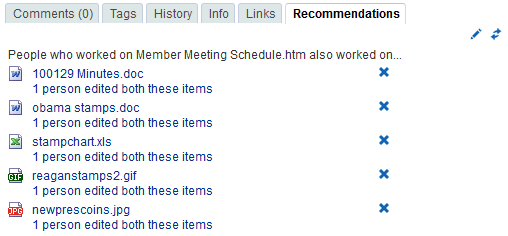 Comments (0) Tags History Info Links Recommendations
People who worked on Member Meeting Schedule.htm also worked on...
100129 Minutes.doc
1 person edited both these items
obama stamps.doc
1 person edited both these items
stampchart.xls
1 person edited both these items
GIF reaganstamps2.gif
1 person edited both these items
JPG newprescoins.jpg
1 person edited both these items